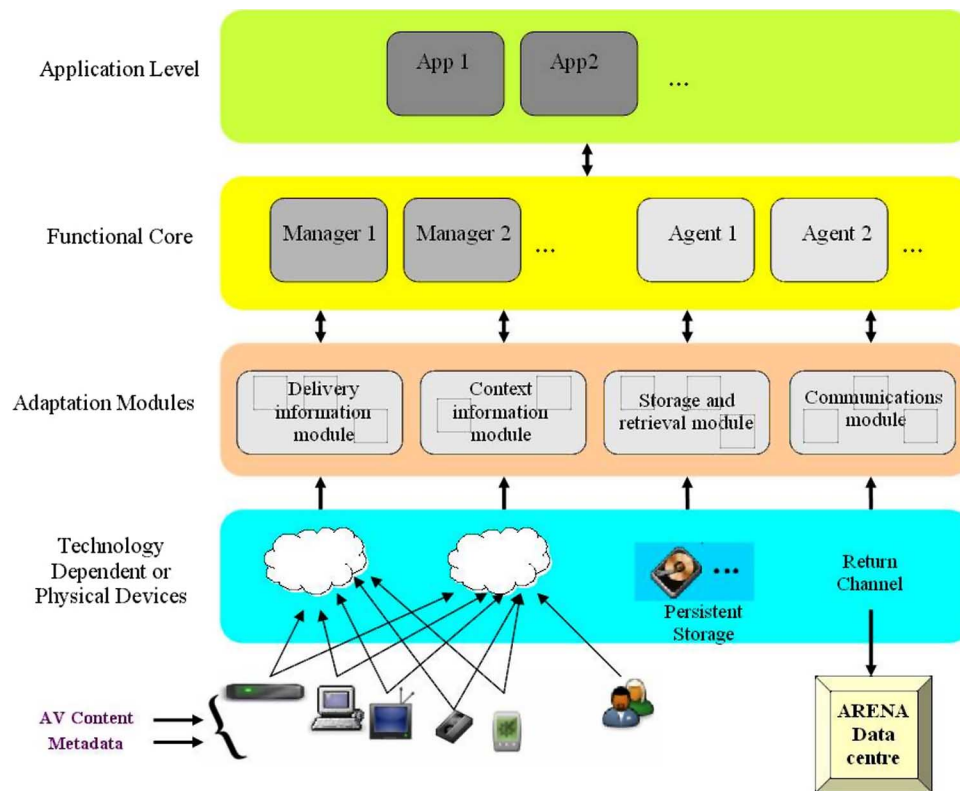 Application Level
App 1
App2
...
Functional Core
Manager 1
Manager 2
...
Agent 1
Agent 2
...
Adaptation Modules
Delivery
information
module
Context
information
module
Storage and
retrieval module
Communications
module
Technology
Dependent or
Physical Devices
...
Persistent
Storage
Return
Channel
AV Content
Metadata
ARENA
Data
centre